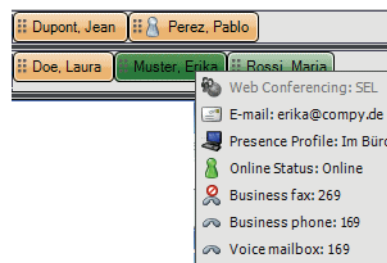 Dupont, Jean Perez, Pablo
Doe, Laura Muster, Erika Rossi, Maria
Web Conferencing: SEL
E-mail: erika@compy.de
Presence Profile: Im Büro
Online Status: Online
Business fax: 269
Business phone: 169
Voice mailbox: 169